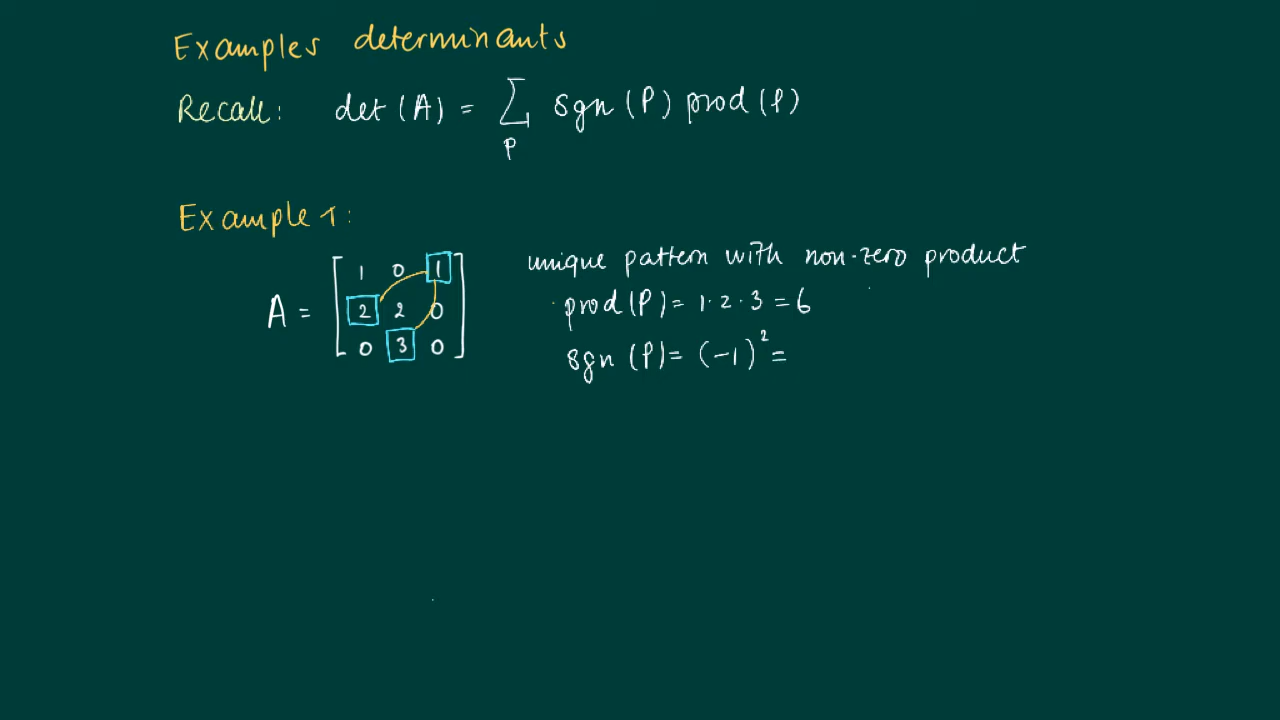 Examples determinants
Recall: det (A) = ∑ sgn (P) prod (P)
P
Example 1:
unique pattern with non-zero product
1 0 1
A = 2 2 0
0 3 0
prod (P) = 1 · 2 · 3 = 6
sgn (P) = (-1)² =